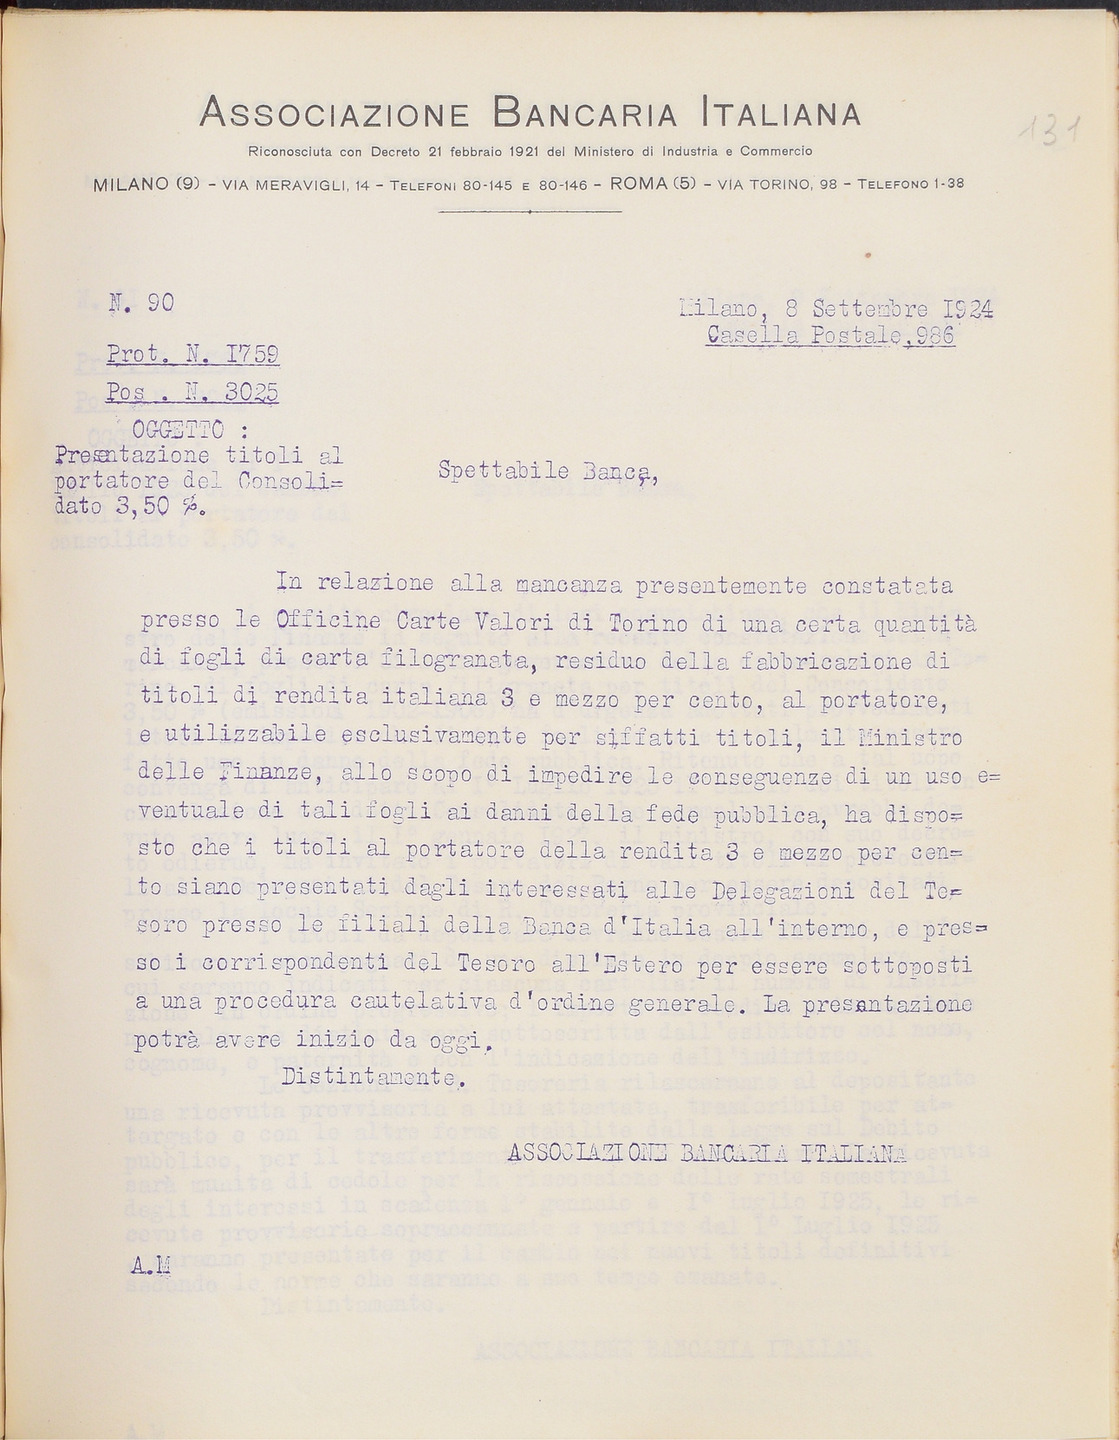 ASSOCIAZIONE BANCARIA ITALIANA
131
Riconosciuta con Decreto 21 febbraio 1921 del Ministero di Industria e Commercio
MILANO (9) – VIA MERAVIGLI, 14 – TELEFONI 80-145 E 80-146 – ROMA (5) – VIA TORINO, 98 – TELEFONO 1-38
N. 90
Milano, 8 Settembre I924
Casella Postale,986
Prot. N. I759
Pos . N. 3025
OGGETTO :
Presentazione titoli al
portatore del Consoli=
dato 3,50 %.
Spettabile Banca,
In relazione alla mancanza presentemente constatata
presso le Officine Carte Valori di Torino di una certa quantità
di fogli di carta filogranata, residuo della fabbricazione di
titoli di rendita italiana 3 e mezzo per cento, al portatore,
e utilizzabile esclusivamente per siffatti titoli, il Ministro
delle Finanze, allo scopo di impedire le conseguenze di un uso e=
ventuale di tali fogli ai danni della fede pubblica, ha dispo=
sto che i titoli al portatore della rendita 3 e mezzo per cen=
to siano presentati dagli interessati alle Delegazioni del Te=
soro presso le filiali della Banca d'Italia all'interno, e pres=
so i corrispondenti del Tesoro all'Estero per essere sottoposti
a una procedura cautelativa d'ordine generale. La presentazione
potrà avere inizio da oggi.
Distintamente.
ASSOCIAZIONE BANCARIA ITALIANA
A.M